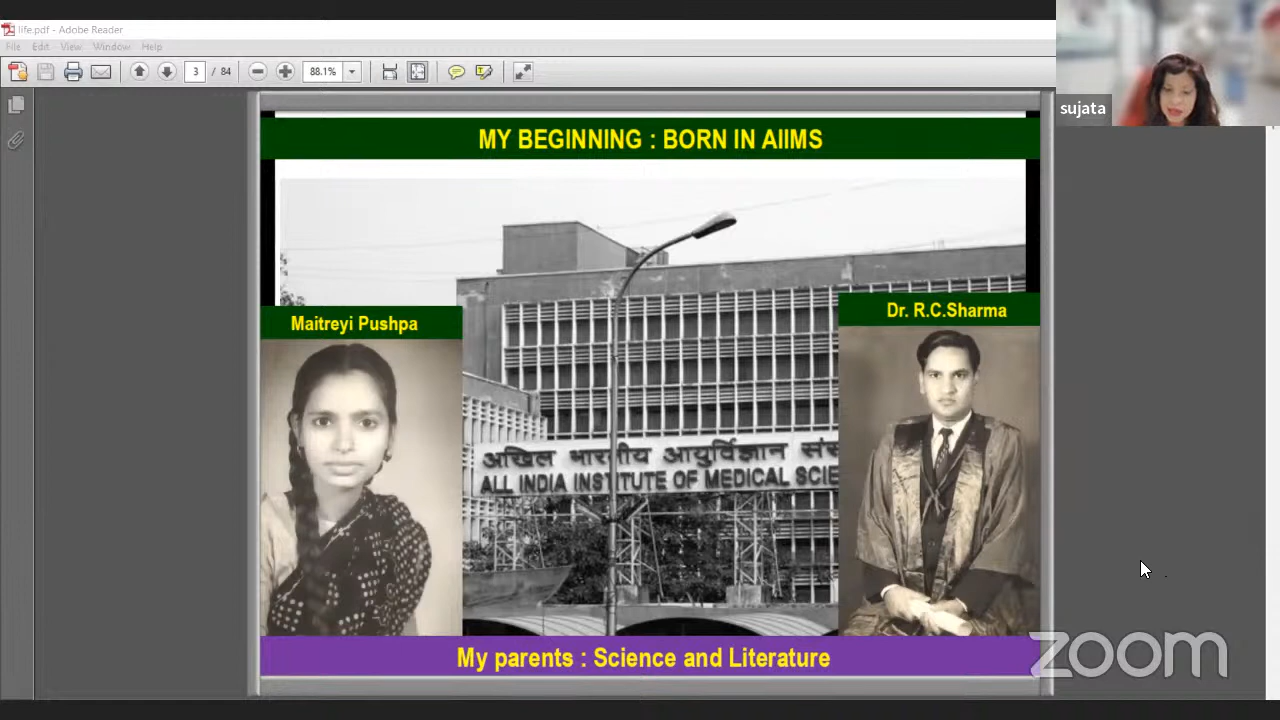 life.pdf - Adobe Reader
File Edit View Window Help
3 / 84
88.1%
sujata
MY BEGINNING : BORN IN AIIMS
Maitreyi Pushpa
Dr. R.C.Sharma
अखिल भारतीय आयुर्विज्ञान संस
ALL INDIA INSTITUTE OF MEDICAL SCIE
My parents : Science and Literature
zoom